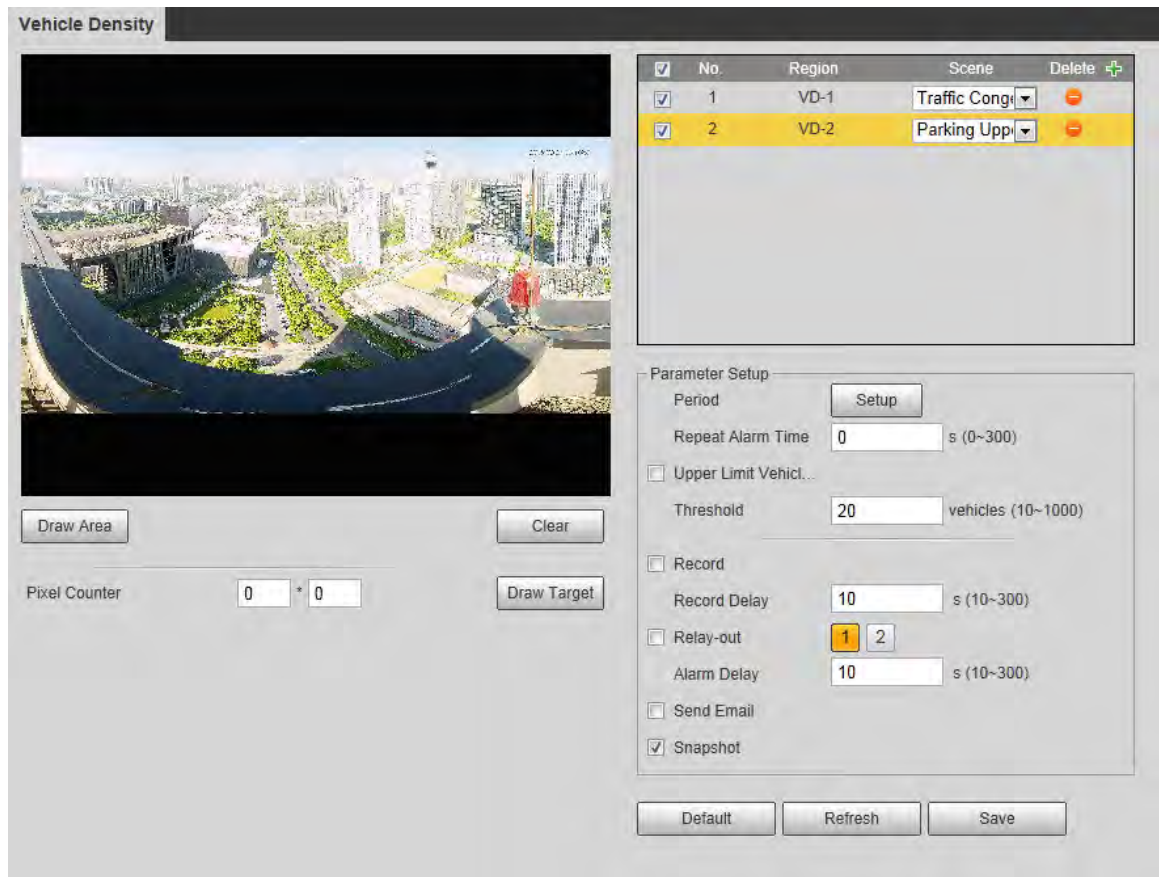 Vehicle Density
No. Region Scene Delete
1 VD-1 Traffic Cong
2 VD-2 Parking Upp
Draw Area Clear
Pixel Counter 0 * 0 Draw Target
Parameter Setup
Period Setup
Repeat Alarm Time 0 s (0~300)
Upper Limit Vehicl...
Threshold 20 vehicles (10~1000)
Record
Record Delay 10 s (10~300)
Relay-out 1 2
Alarm Delay 10 s (10~300)
Send Email
Snapshot
Default Refresh Save